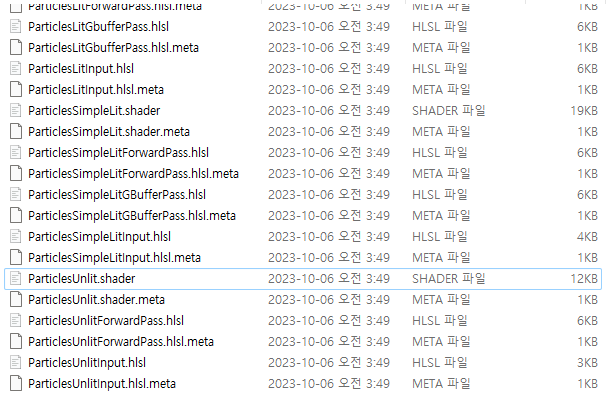 ParticlesLitForwardPass.hlsl.meta 2023-10-06 오전 3:49 META 파일 1KB
ParticlesLitGbufferPass.hlsl 2023-10-06 오전 3:49 HLSL 파일 6KB
ParticlesLitGbufferPass.hlsl.meta 2023-10-06 오전 3:49 META 파일 1KB
ParticlesLitInput.hlsl 2023-10-06 오전 3:49 HLSL 파일 6KB
ParticlesLitInput.hlsl.meta 2023-10-06 오전 3:49 META 파일 1KB
ParticlesSimpleLit.shader 2023-10-06 오전 3:49 SHADER 파일 19KB
ParticlesSimpleLit.shader.meta 2023-10-06 오전 3:49 META 파일 1KB
ParticlesSimpleLitForwardPass.hlsl 2023-10-06 오전 3:49 HLSL 파일 6KB
ParticlesSimpleLitForwardPass.hlsl.meta 2023-10-06 오전 3:49 META 파일 1KB
ParticlesSimpleLitGBufferPass.hlsl 2023-10-06 오전 3:49 HLSL 파일 6KB
ParticlesSimpleLitGBufferPass.hlsl.meta 2023-10-06 오전 3:49 META 파일 1KB
ParticlesSimpleLitInput.hlsl 2023-10-06 오전 3:49 HLSL 파일 4KB
ParticlesSimpleLitInput.hlsl.meta 2023-10-06 오전 3:49 META 파일 1KB
ParticlesUnlit.shader 2023-10-06 오전 3:49 SHADER 파일 12KB
ParticlesUnlit.shader.meta 2023-10-06 오전 3:49 META 파일 1KB
ParticlesUnlitForwardPass.hlsl 2023-10-06 오전 3:49 HLSL 파일 6KB
ParticlesUnlitForwardPass.hlsl.meta 2023-10-06 오전 3:49 META 파일 1KB
ParticlesUnlitInput.hlsl 2023-10-06 오전 3:49 HLSL 파일 3KB
ParticlesUnlitInput.hlsl.meta 2023-10-06 오전 3:49 META 파일 1KB